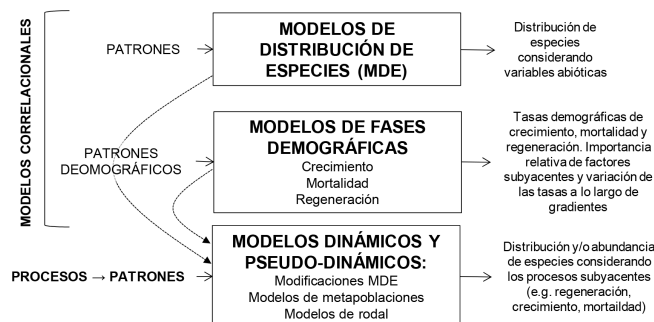 MODELOS CORRELACIONALES
PATRONES
MODELOS DE
DISTRIBUCIÓN DE
ESPECIES (MDE)
Distribución de
especies
considerando
variables abióticas
PATRONES
DEOMOGRÁFICOS
MODELOS DE FASES
DEMOGRÁFICAS
Crecimiento
Mortalidad
Regeneración
Tasas demográficas de
crecimiento, mortalidad y
regeneración. Importancia
relativa de factores
subyacentes y variación de
las tasas a lo largo de
gradientes
PROCESOS → PATRONES
MODELOS DINÁMICOS Y
PSEUDO-DINÁMICOS:
Modificaciones MDE
Modelos de metapoblaciones
Modelos de rodal
Distribución y/o abundancia
de especies considerando
los procesos subyacentes
(e.g. regeneración,
crecimiento, mortaildad)